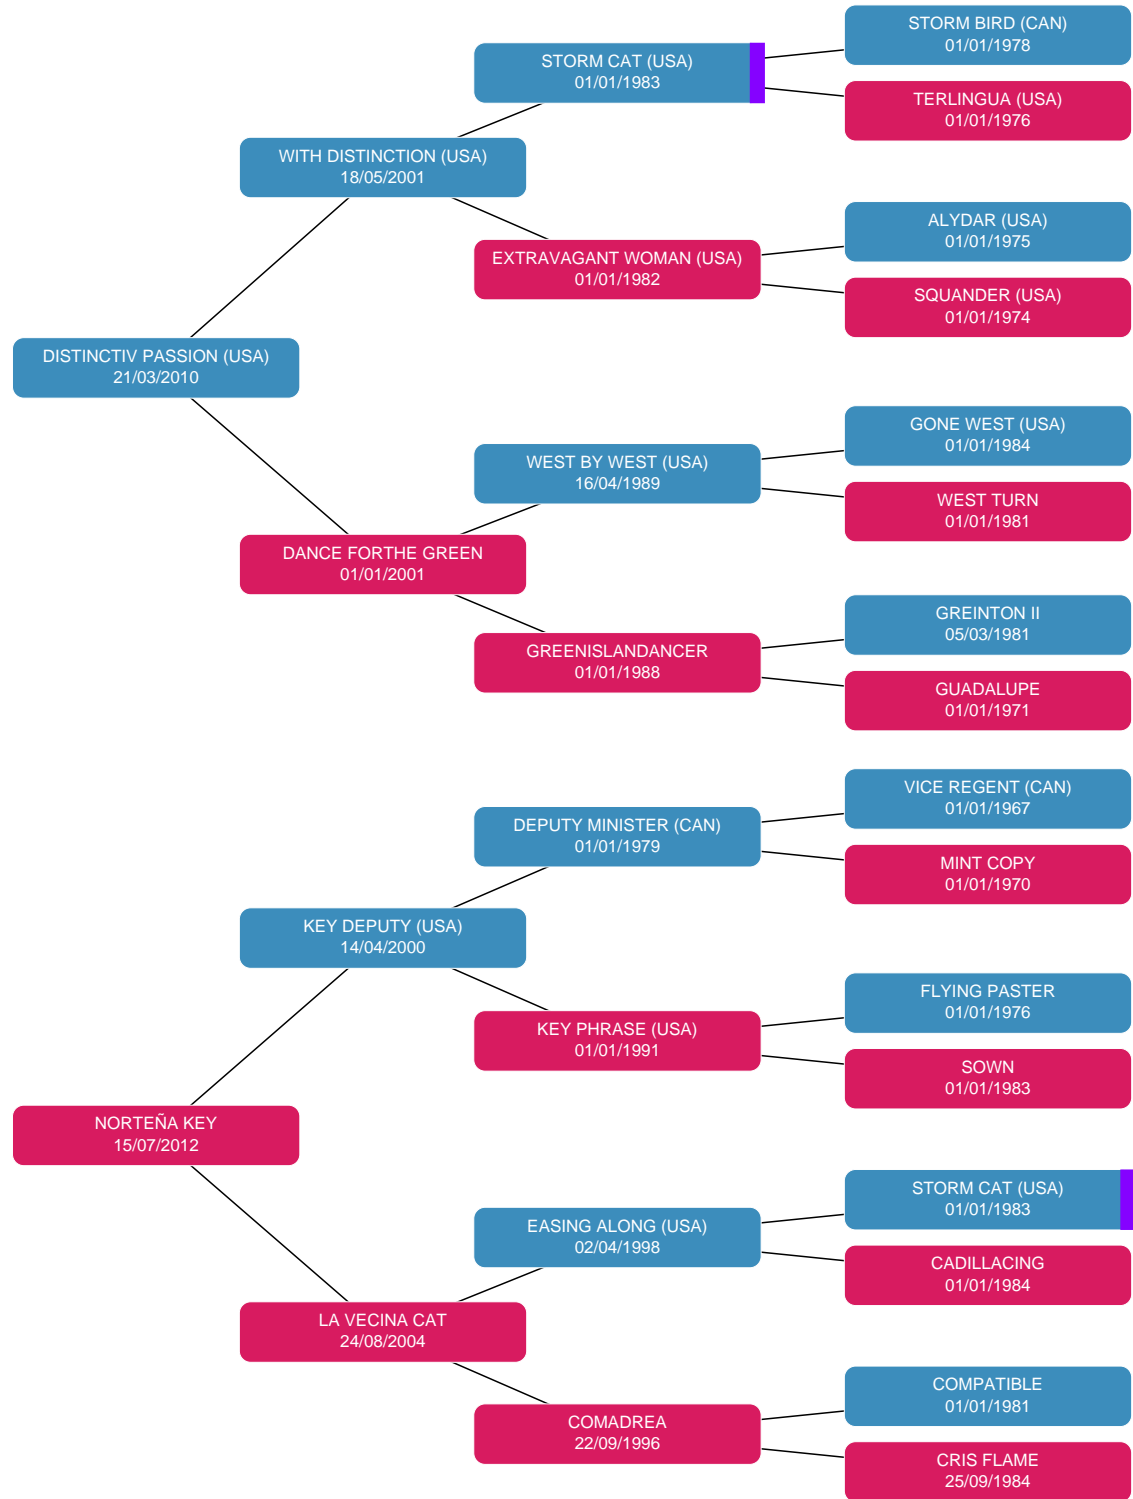 STORM BIRD (CAN)
01/01/1978
STORM CAT (USA)
01/01/1983
TERLINGUA (USA)
01/01/1976
WITH DISTINCTION (USA)
18/05/2001
ALYDAR (USA)
01/01/1975
EXTRAVAGANT WOMAN (USA)
01/01/1982
SQUANDER (USA)
01/01/1974
DISTINCTIV PASSION (USA)
21/03/2010
GONE WEST (USA)
01/01/1984
WEST BY WEST (USA)
16/04/1989
WEST TURN
01/01/1981
DANCE FORTHE GREEN
01/01/2001
GREINTON II
05/03/1981
GREENISLANDANCER
01/01/1988
GUADALUPE
01/01/1971
VICE REGENT (CAN)
01/01/1967
DEPUTY MINISTER (CAN)
01/01/1979
MINT COPY
01/01/1970
KEY DEPUTY (USA)
14/04/2000
FLYING PASTER
01/01/1976
KEY PHRASE (USA)
01/01/1991
SOWN
01/01/1983
NORTEÑA KEY
15/07/2012
STORM CAT (USA)
01/01/1983
EASING ALONG (USA)
02/04/1998
CADILLACING
01/01/1984
LA VECINA CAT
24/08/2004
COMPATIBLE
01/01/1981
COMADREA
22/09/1996
CRIS FLAME
25/09/1984